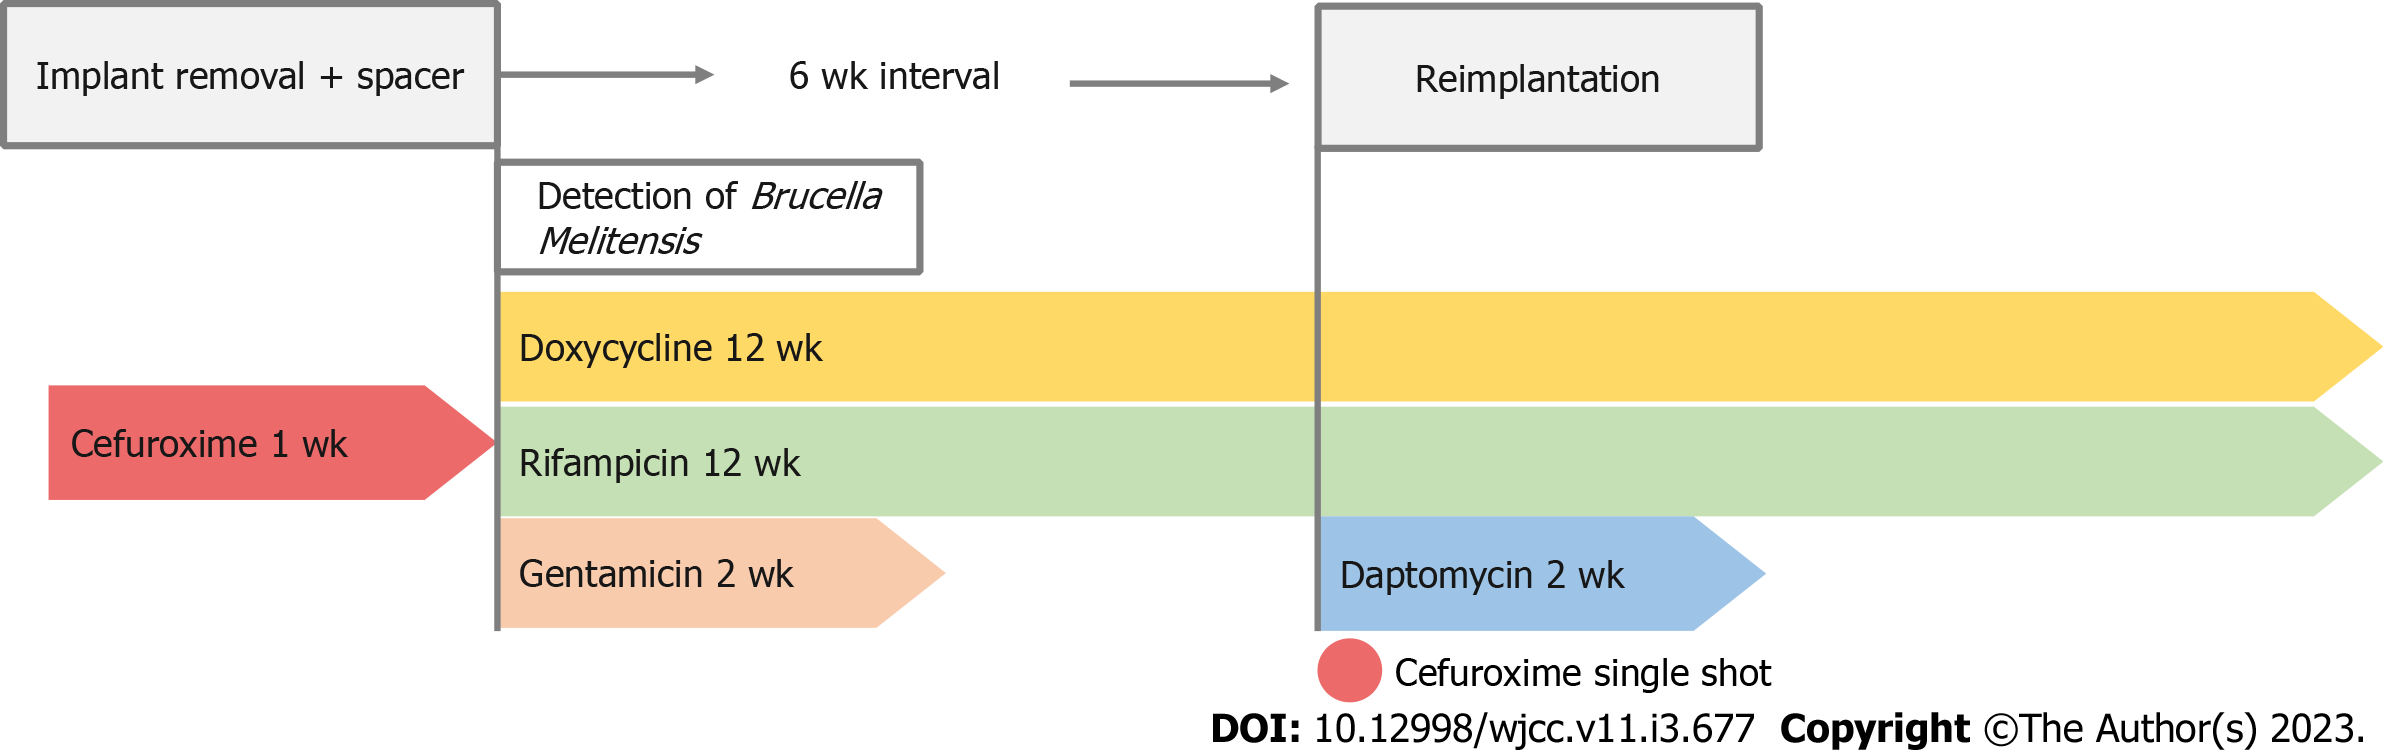 Implant removal + spacer
6 wk interval
Reimplantation
Detection of Brucella
Melitensis
Doxycycline 12 wk
Cefuroxime 1 wk
Rifampicin 12 wk
Gentamicin 2 wk
Daptomycin 2 wk
Cefuroxime single shot
DOI: 10.12998/wjcc.v11.i3.677 Copyright ©The Author(s) 2023.